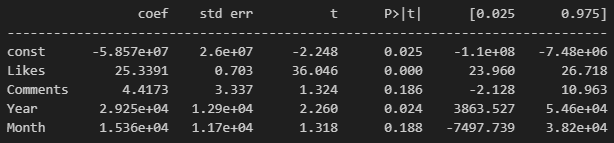 coef std err t P>|t| [0.025 0.975]
------------------------------------------------------------------------------
const -5.857e+07 2.6e+07 -2.248 0.025 -1.1e+08 -7.48e+06
Likes 25.3391 0.703 36.046 0.000 23.960 26.718
Comments 4.4173 3.337 1.324 0.186 -2.128 10.963
Year 2.925e+04 1.29e+04 2.260 0.024 3863.527 5.46e+04
Month 1.536e+04 1.17e+04 1.318 0.188 -7497.739 3.82e+04